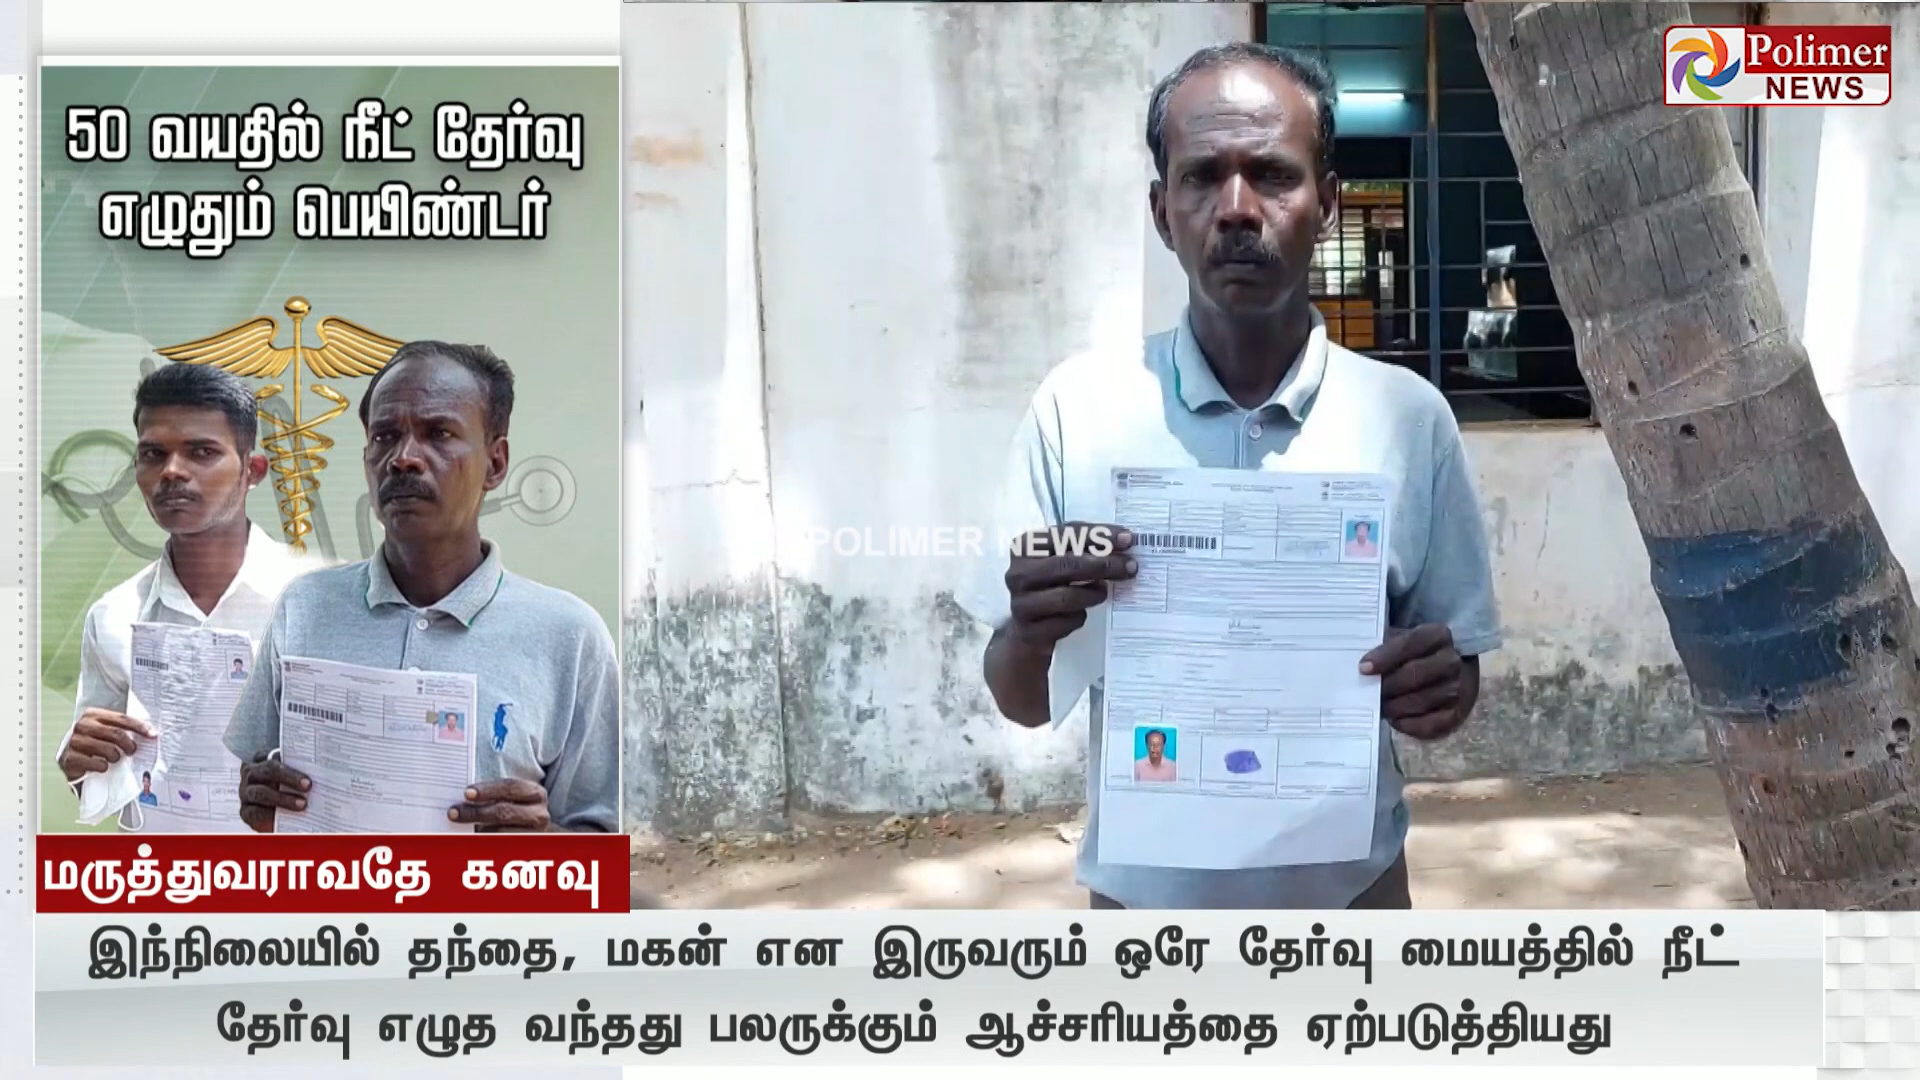 50 வயதில் நீட் தேர்வு
எழுதும் பெயிண்டர்
Polimer
NEWS
POLIMER NEWS
மருத்துவராவதே கனவு
இந்நிலையில் தந்தை, மகன் என இருவரும் ஒரே தேர்வு மையத்தில் நீட்
தேர்வு எழுத வந்தது பலருக்கும் ஆச்சரியத்தை ஏற்படுத்தியது